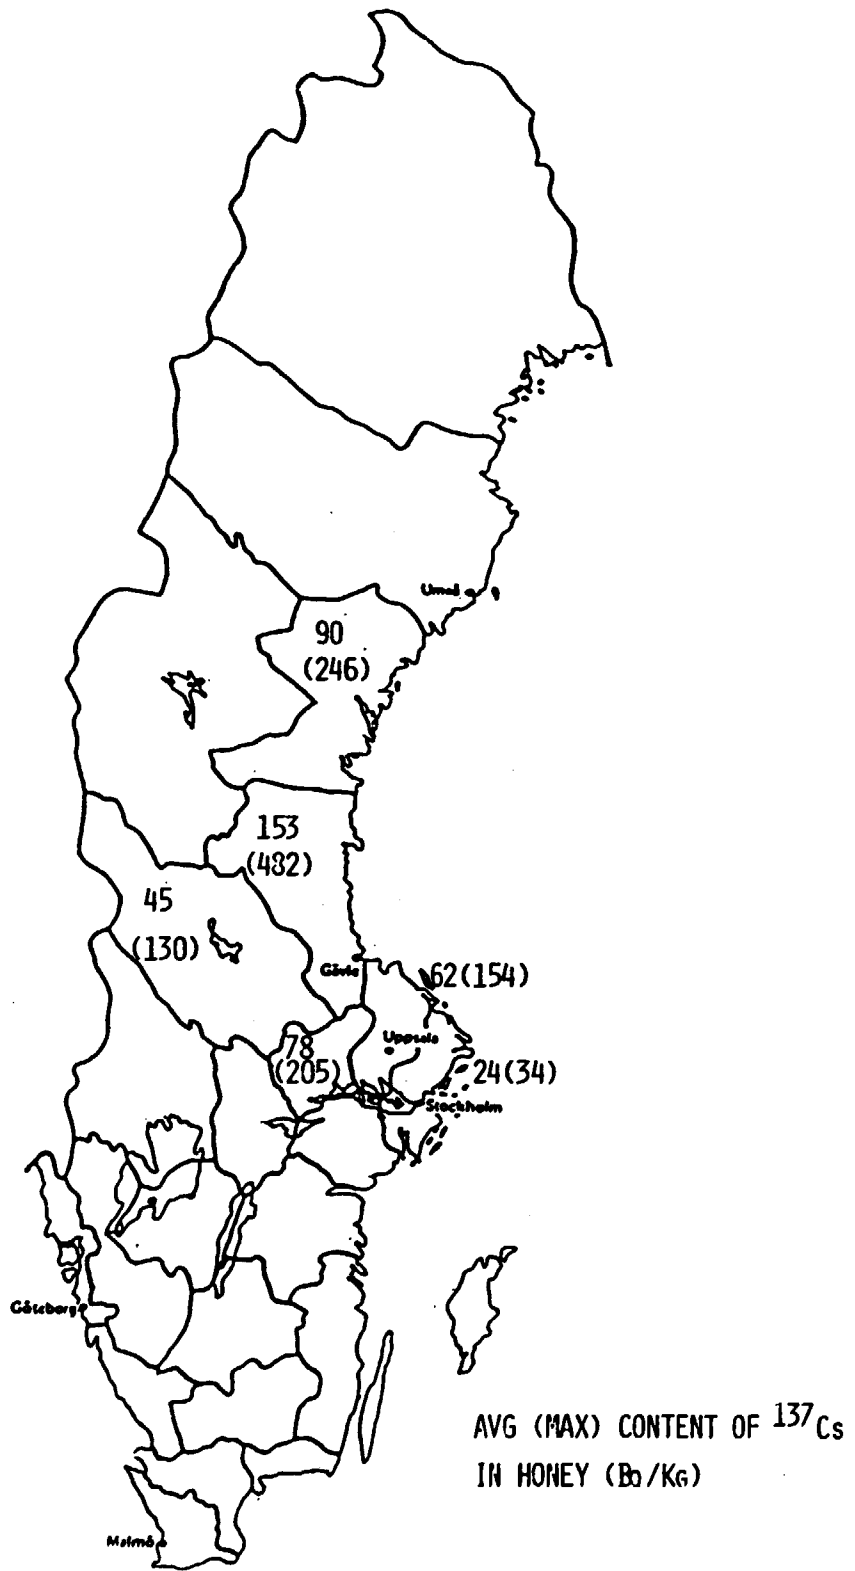 Umeå
90
(246)
153
(482)
45
(130)
Gävle
62(154)
78
(205)
Uppsala
24(34)
Stockholm
Göteborg
AVG (MAX) CONTENT OF 137Cs
IN HONEY (BQ/KG)
Malmö